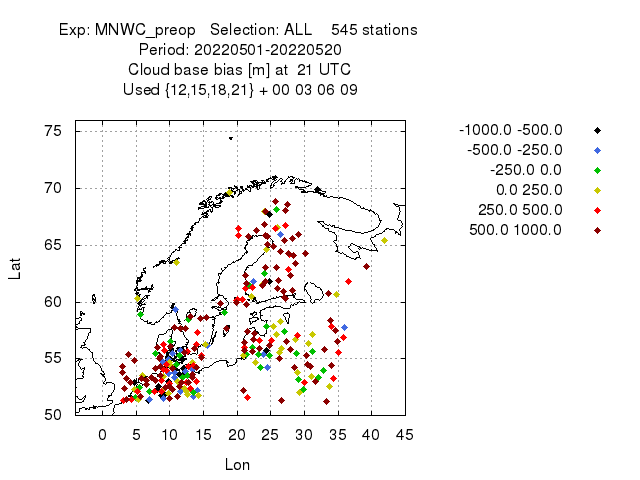 Exp: MNWC_preop   Selection: ALL    545 stations
Period: 20220501-20220520
Cloud base bias [m] at  21 UTC
Used {12,15,18,21} + 00 03 06 09
-1000.0 -500.0
-500.0 -250.0
-250.0 0.0
0.0 250.0
250.0 500.0
500.0 1000.0
75
70
65
60
55
50
Lat
0 5 10 15 20 25 30 35 40 45
Lon